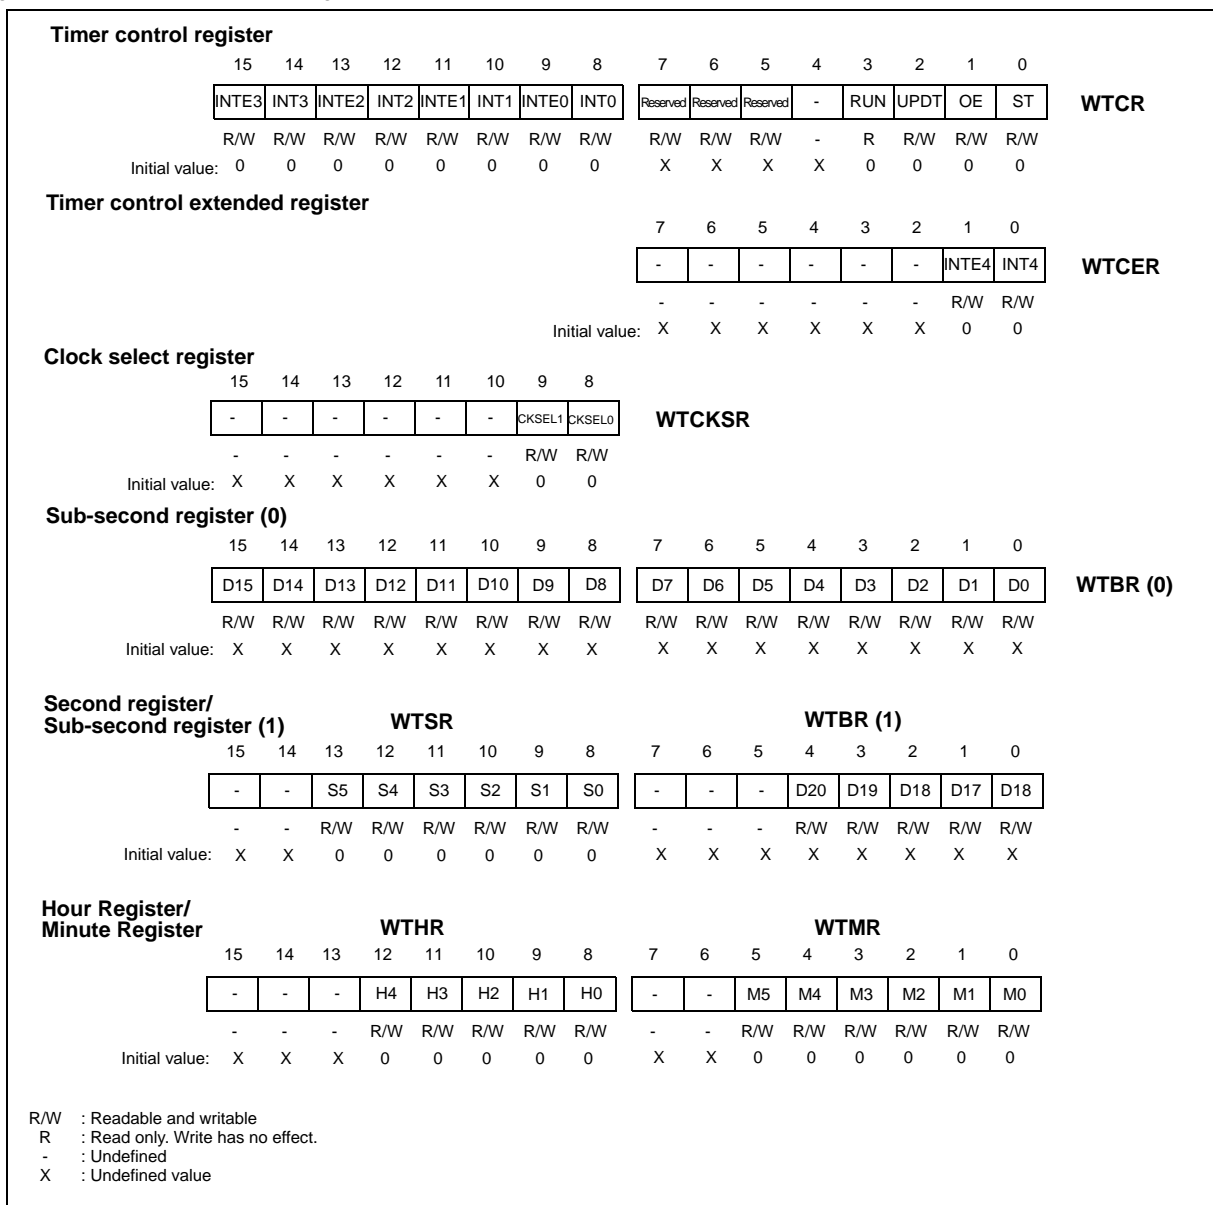 Timer control register
15 14 13 12 11 10 9 8 7 6 5 4 3 2 1 0
INTE3 INT3 INTE2 INT2 INTE1 INT1 INTE0 INT0 Reserved Reserved Reserved - RUN UPDT OE ST WTCR
R/W R/W R/W R/W R/W R/W R/W R/W R/W R/W R/W - R R/W R/W R/W
Initial value: 0 0 0 0 0 0 0 0 X X X X 0 0 0 0
Timer control extended register
7 6 5 4 3 2 1 0
- - - - - - INTE4 INT4 WTCER
- - - - - - R/W R/W
Initial value: X X X X X X 0 0
Clock select register
15 14 13 12 11 10 9 8
- - - - - - CKSEL1 CKSEL0 WTCKSR
- - - - - - R/W R/W
Initial value: X X X X X X 0 0
Sub-second register (0)
15 14 13 12 11 10 9 8 7 6 5 4 3 2 1 0
D15 D14 D13 D12 D11 D10 D9 D8 D7 D6 D5 D4 D3 D2 D1 D0 WTBR (0)
R/W R/W R/W R/W R/W R/W R/W R/W R/W R/W R/W R/W R/W R/W R/W R/W
Initial value: X X X X X X X X X X X X X X X X
Second register/
Sub-second register (1) WTSR WTBR (1)
15 14 13 12 11 10 9 8 7 6 5 4 3 2 1 0
- - S5 S4 S3 S2 S1 S0 - - - D20 D19 D18 D17 D18
- - R/W R/W R/W R/W R/W R/W - - - R/W R/W R/W R/W R/W
Initial value: X X 0 0 0 0 0 0 X X X X X X X X
Hour Register/
Minute Register WTHR WTMR
15 14 13 12 11 10 9 8 7 6 5 4 3 2 1 0
- - - H4 H3 H2 H1 H0 - - M5 M4 M3 M2 M1 M0
- - - R/W R/W R/W R/W R/W - - R/W R/W R/W R/W R/W R/W
Initial value: X X X 0 0 0 0 0 X X 0 0 0 0 0 0
R/W : Readable and writable
R : Read only. Write has no effect.
- : Undefined
X : Undefined value